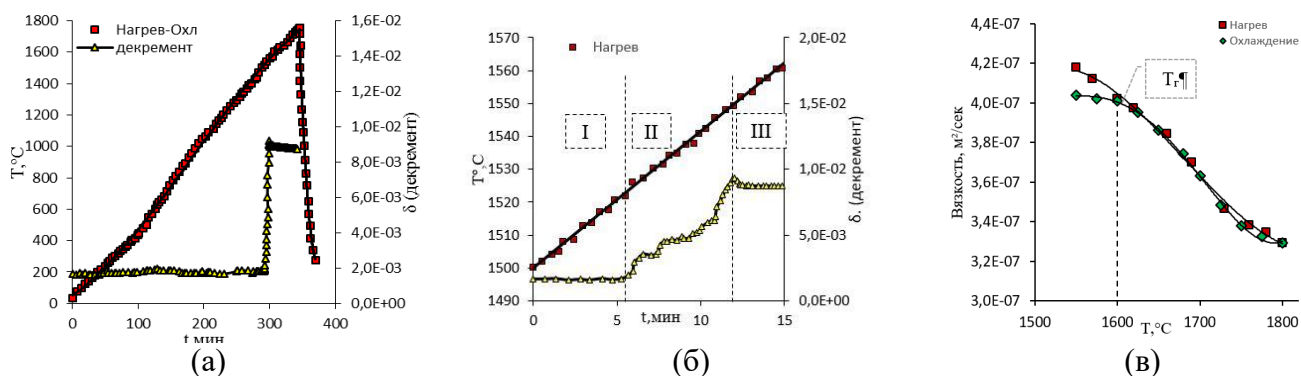 1800
1600
1400
1200
1000
800
600
400
200
0
T,°C
Нагрев-Охл
декремент
1,6E-02
1,4E-02
1,2E-02
1,0E-02
8,0E-03
6,0E-03
4,0E-03
2,0E-03
0,0E+00
δ (декремент)
0
100
200
300
400
t,мин
(а)
1570
1560
1550
1540
1530
1520
1510
1500
1490
T°,C
Нагрев
I
II
III
2,0E-02
1,5E-02
1,0E-02
5,0E-03
0,0E+00
δ, (декремент)
0
5
10
15
t,мин
(б)
4,4E-07
4,2E-07
4,0E-07
3,8E-07
3,6E-07
3,4E-07
3,2E-07
3,0E-07
Вязкость, м²/сек
Нагрев
Охлаждение
Tг¶
1500
1600
1700
1800
T,°C
(в)